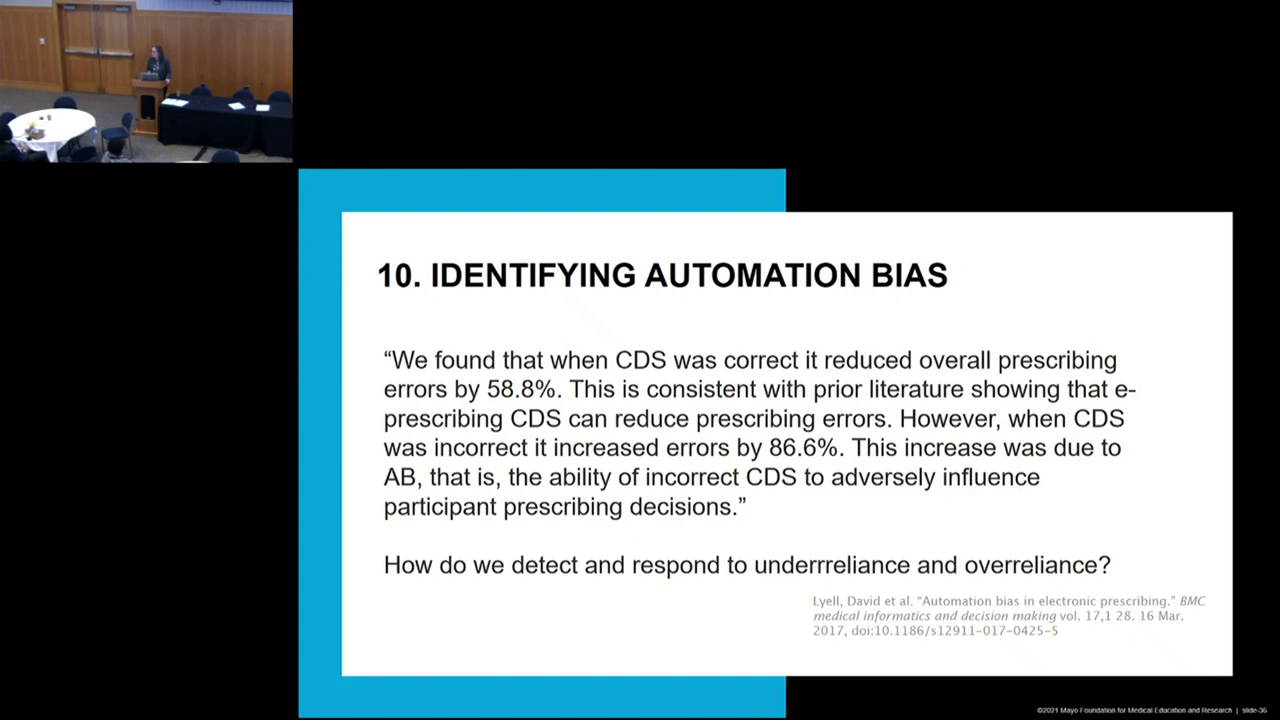 10. IDENTIFYING AUTOMATION BIAS
“We found that when CDS was correct it reduced overall prescribing
errors by 58.8%. This is consistent with prior literature showing that e-
prescribing CDS can reduce prescribing errors. However, when CDS
was incorrect it increased errors by 86.6%. This increase was due to
AB, that is, the ability of incorrect CDS to adversely influence
participant prescribing decisions.”
How do we detect and respond to underrreliance and overreliance?
Lyell, David et al. “Automation bias in electronic prescribing.” BMC
medical informatics and decision making vol. 17,1 28. 16 Mar.
2017, doi:10.1186/s12911-017-0425-5
©2021 Mayo Foundation for Medical Education and Research | slide-36